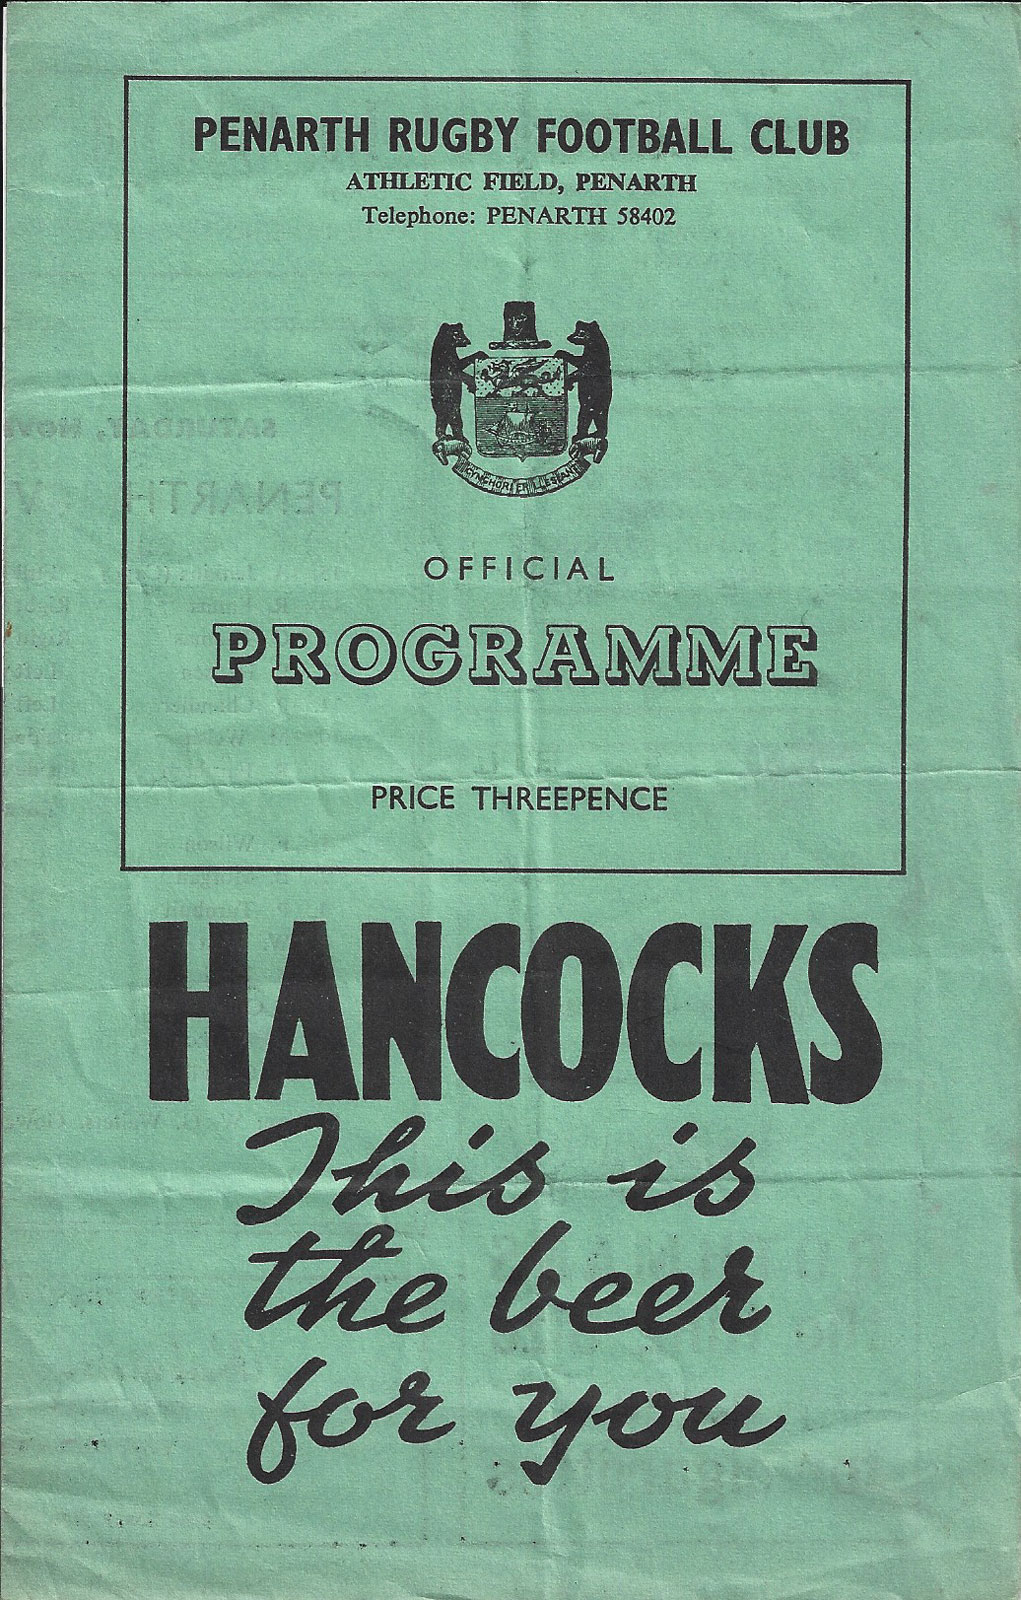 PENARTH RUGBY FOOTBALL CLUB
ATHLETIC FIELD, PENARTH
Telephone: PENARTH 58402
OFFICIAL
PROGRAMME
PRICE THREEPENCE
HANCOCKS
This is
the beer
for you